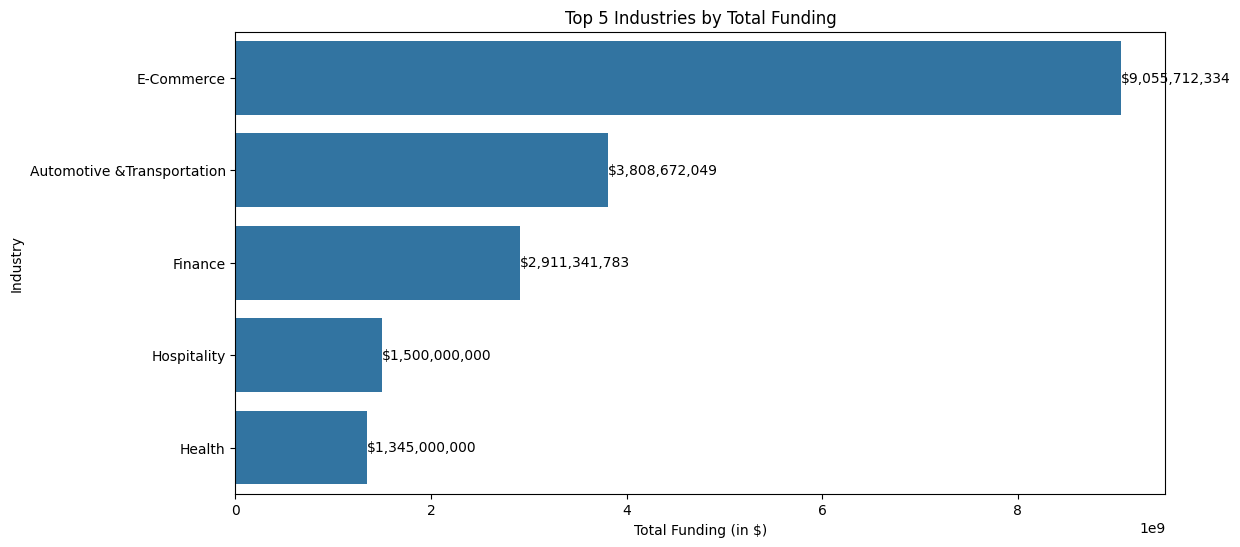 Top 5 Industries by Total Funding
Industry
E-Commerce
$9,055,712,334
Automotive &Transportation
$3,808,672,049
Finance
$2,911,341,783
Hospitality
$1,500,000,000
Health
$1,345,000,000
0 2 4 6 8
1e9
Total Funding (in $)